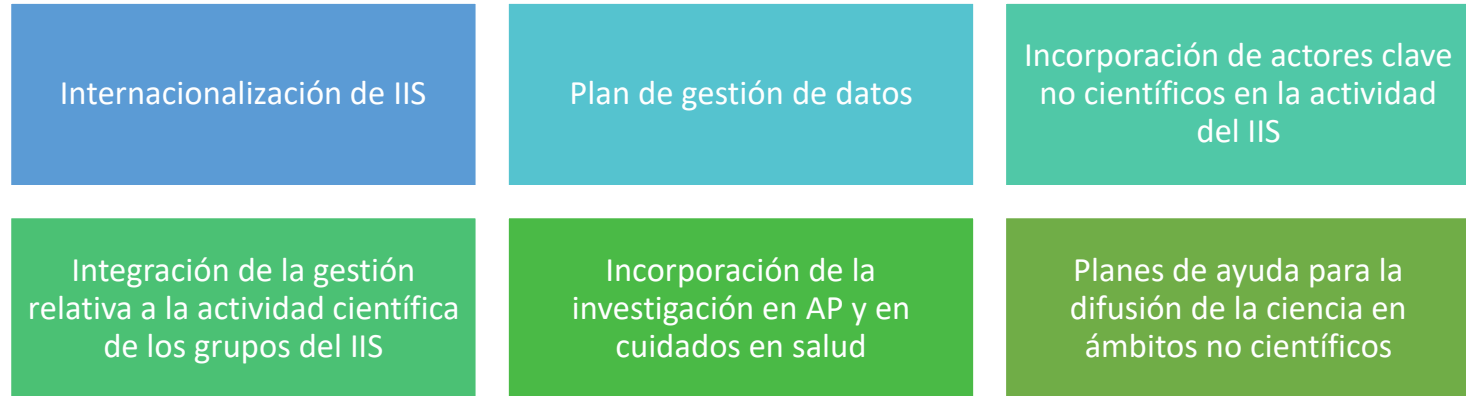 Internacionalización de IIS
Plan de gestión de datos
Incorporación de actores clave
no científicos en la actividad
del IIS
Integración de la gestión
relativa a la actividad científica
de los grupos del IIS
Incorporación de la
investigación en AP y en
cuidados en salud
Planes de ayuda para la
difusión de la ciencia en
ámbitos no científicos